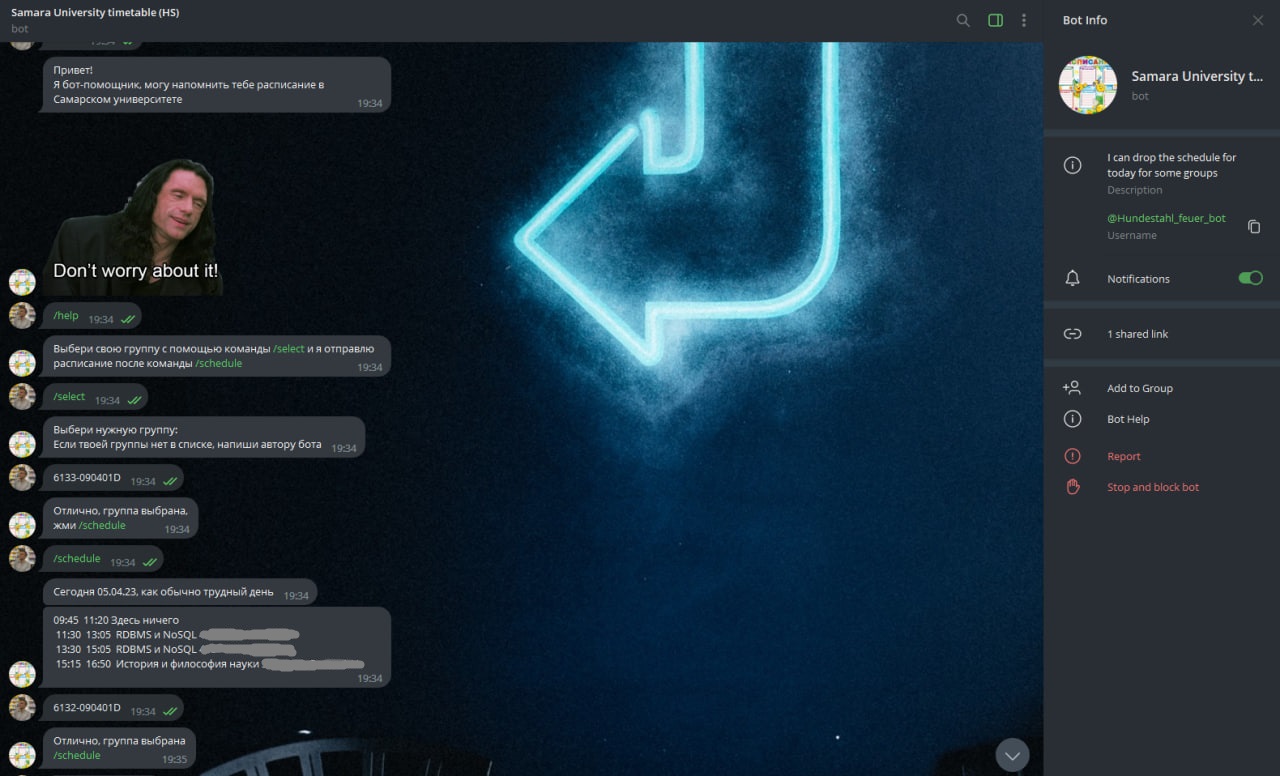 Samara University timetable (HS)
bot
19:34
Привет!
Я бот-помощник, могу напомнить тебе расписание в
Самарском университете
19:34
Don't worry about it!
/help 19:34
Выбери свою группу с помощью команды /select и я отправлю
расписание после команды /schedule
19:34
/select 19:34
Выбери нужную группу:
Если твоей группы нет в списке, напиши автору бота 19:34
6133-090401D 19:34
Отлично, группа выбрана,
жми /schedule 19:34
/schedule 19:34
Сегодня 05.04.23, как обычно трудный день 19:34
09:45 11:20 Здесь ничего
11:30 13:05 RDBMS и NoSQL
13:30 15:05 RDBMS и NoSQL
15:15 16:50 История и философия науки
19:34
6132-090401D 19:34
Отлично, группа выбрана
/schedule 19:35
Bot Info
Samara University t...
bot
I can drop the schedule for
today for some groups
Description
@Hundestahl_feuer_bot
Username
Notifications
1 shared link
Add to Group
Bot Help
Report
Stop and block bot